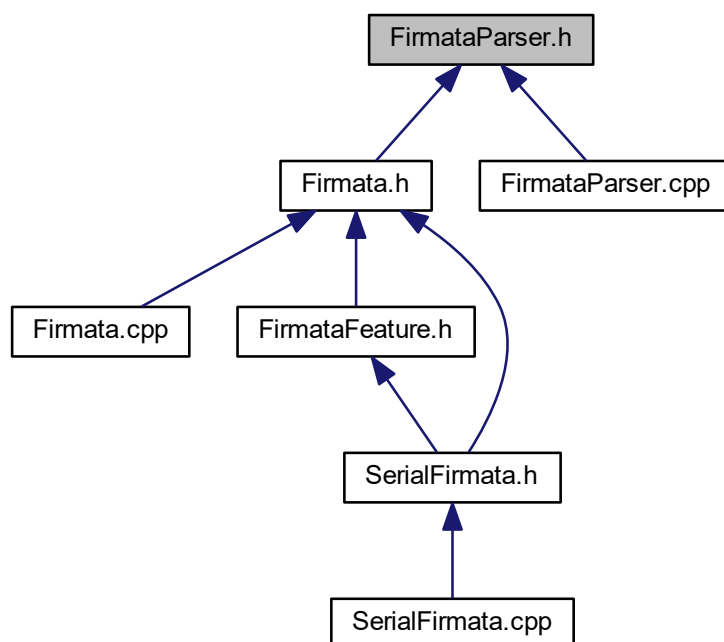 FirmataParser.h
Firmata.h
FirmataParser.cpp
Firmata.cpp
FirmataFeature.h
SerialFirmata.h
SerialFirmata.cpp